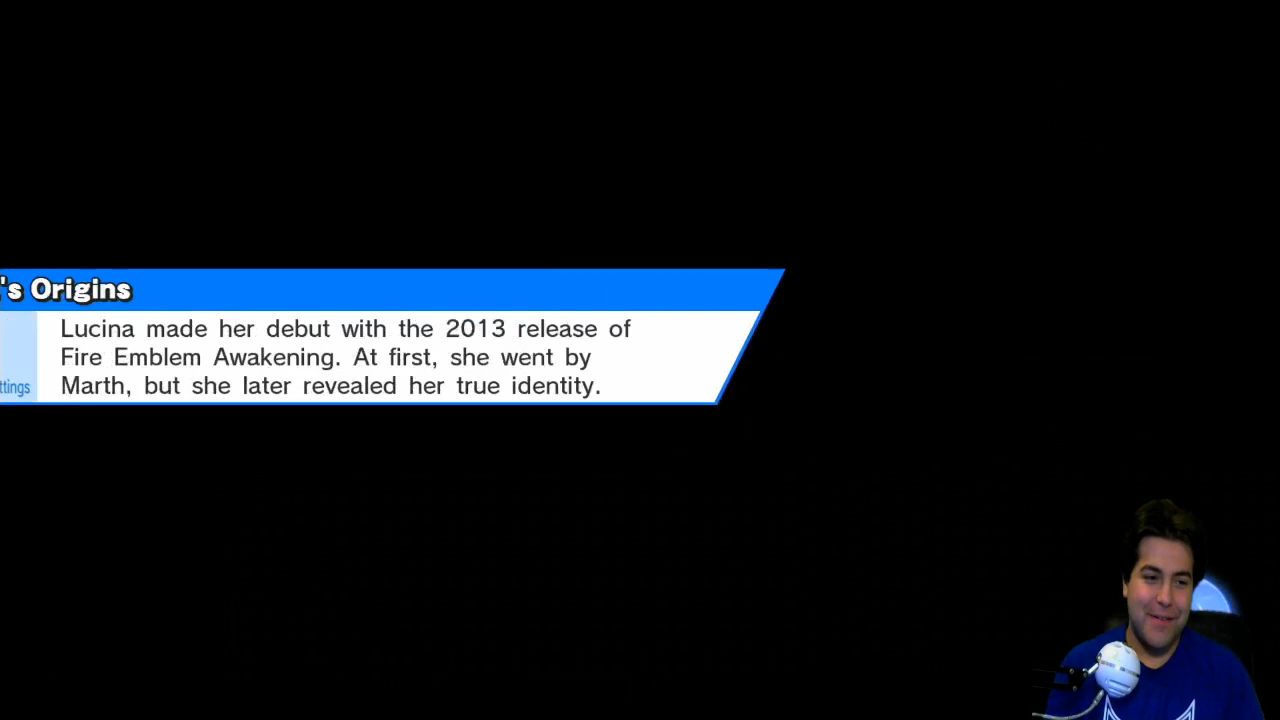 's Origins
Lucina made her debut with the 2013 release of
Fire Emblem Awakening. At first, she went by
Marth, but she later revealed her true identity.
ttings